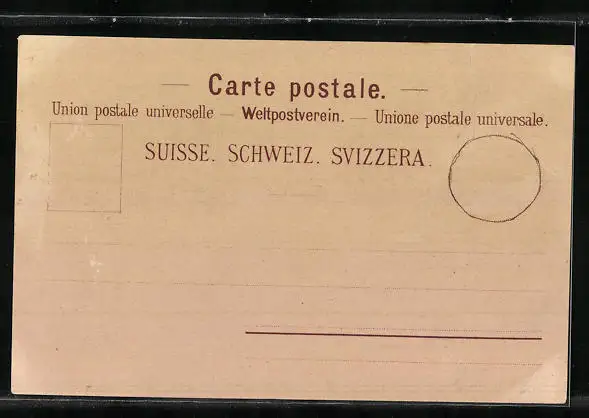 — Carte postale. —
Union postale universelle — Weltpostverein. — Unione postale universale.
SUISSE. SCHWEIZ. SVIZZERA.